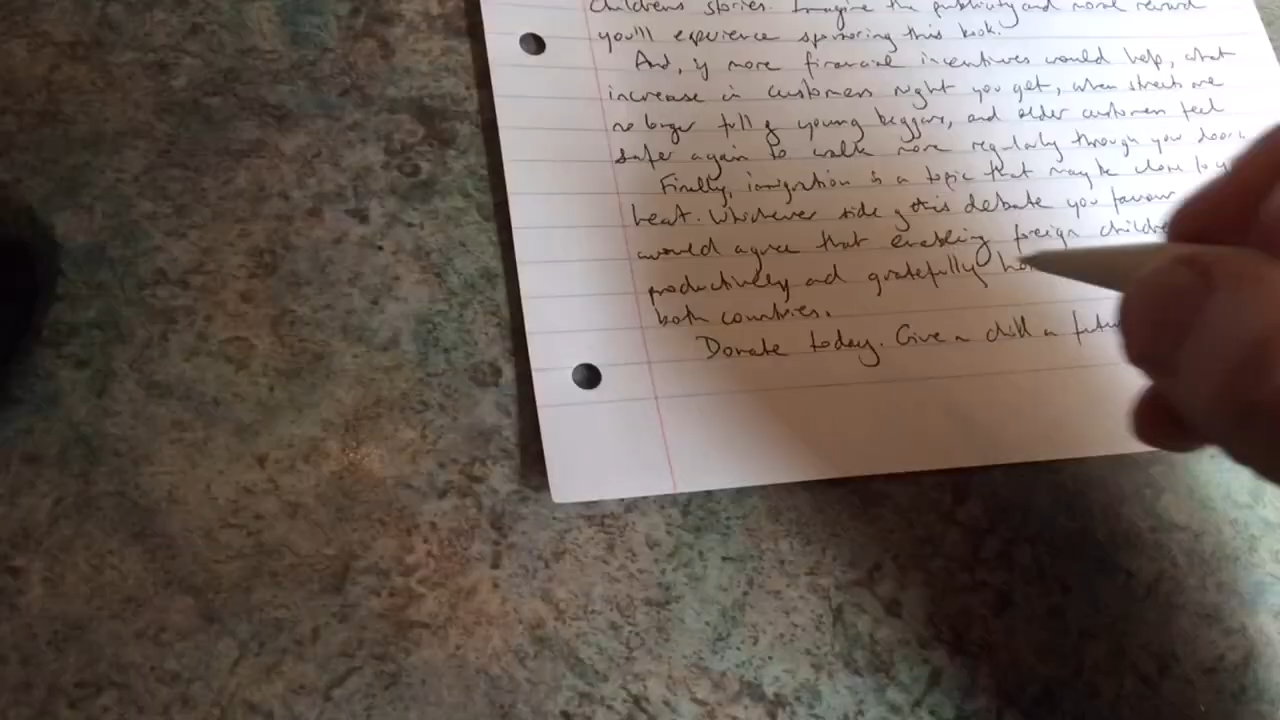 Childrens stories. Imagine the publicity and moral reward
you'll experience sponsoring this book.
And, if more financial incentives would help, what
increase in customers might you get, when streets are
no longer full of young beggars, and older customers feel
safer again to walk more regularly through your doors.
Finally, immigration is a topic that may be close to
heart. Whichever side of this debate you favour
would agree that enabling foreign
productively and gratefully
both countries.
Donate today. Give a child a